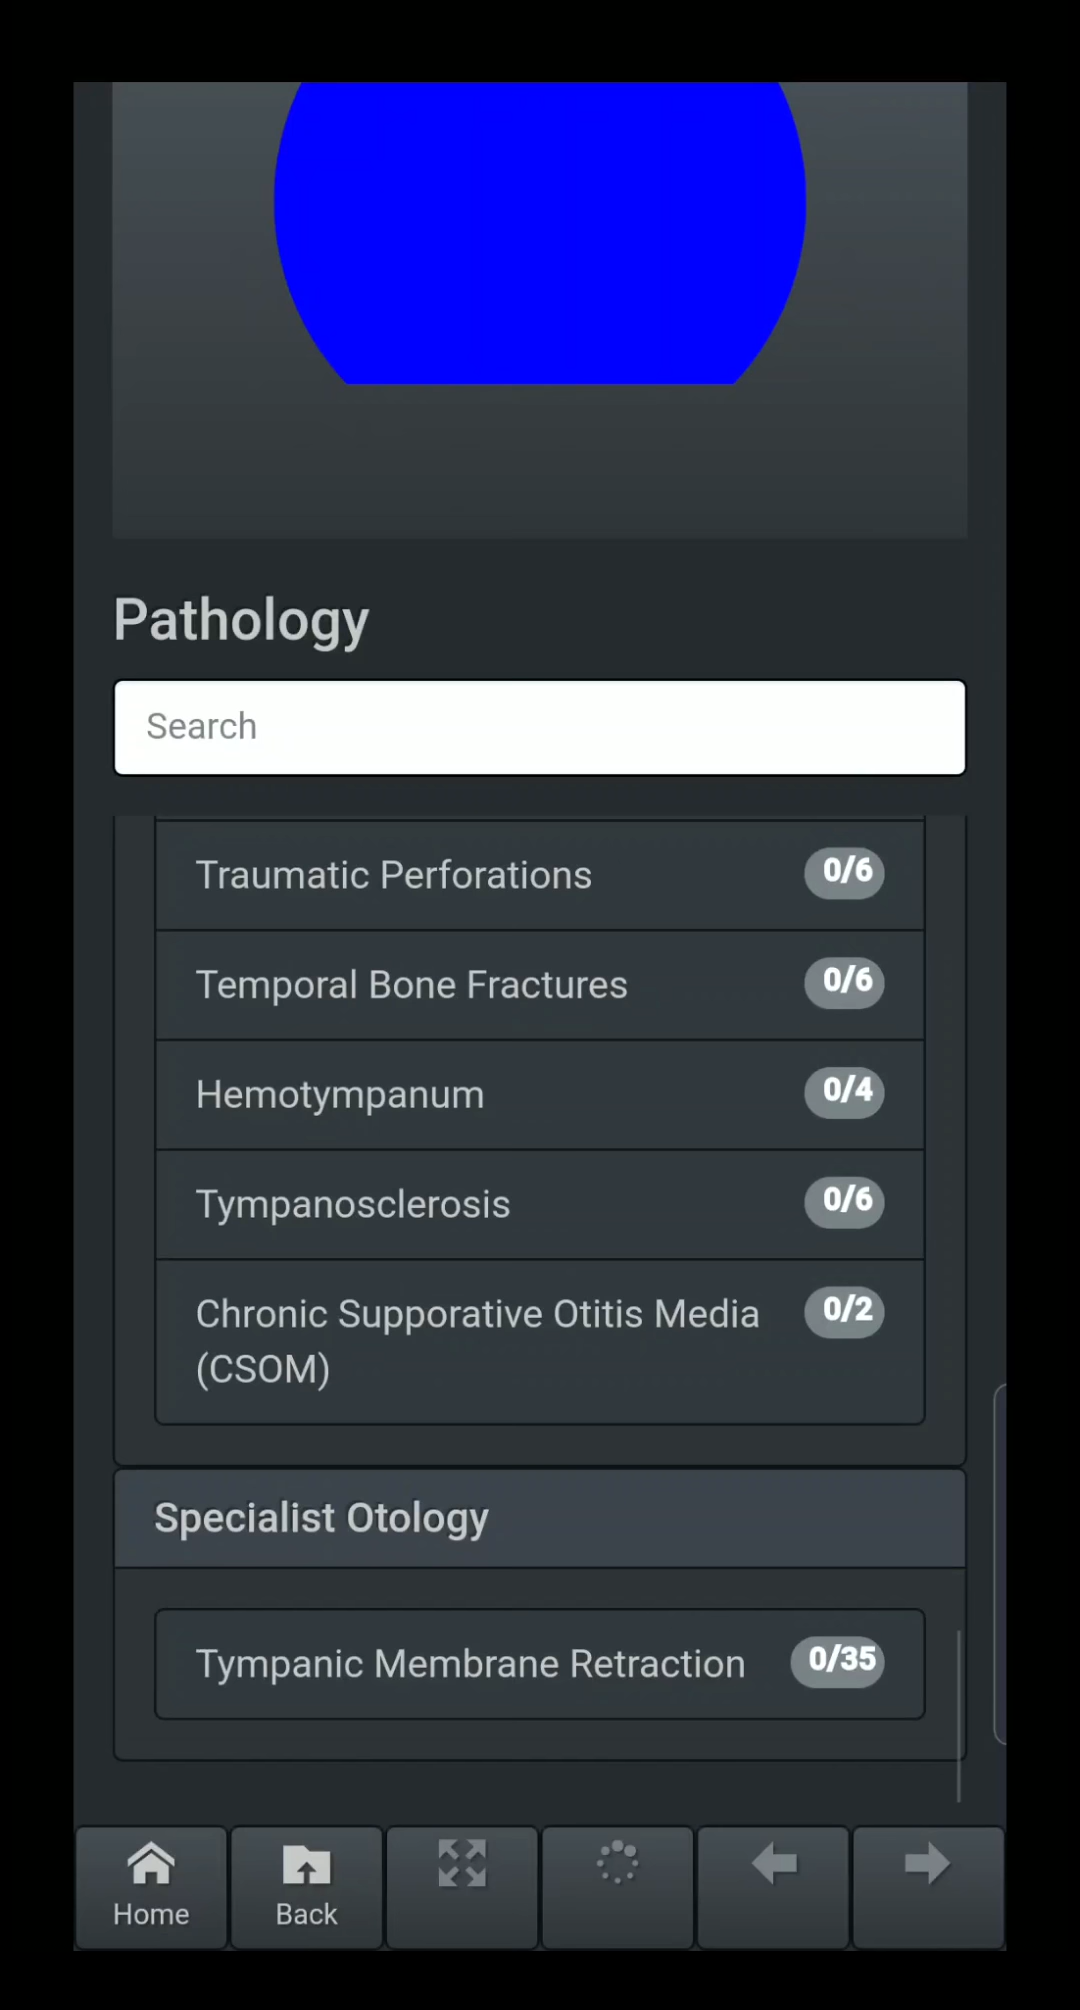 Pathology
Search
Traumatic Perforations 0/6
Temporal Bone Fractures 0/6
Hemotympanum 0/4
Tympanosclerosis 0/6
Chronic Supporative Otitis Media 0/2
(CSOM)
Specialist Otology
Tympanic Membrane Retraction 0/35
Home Back